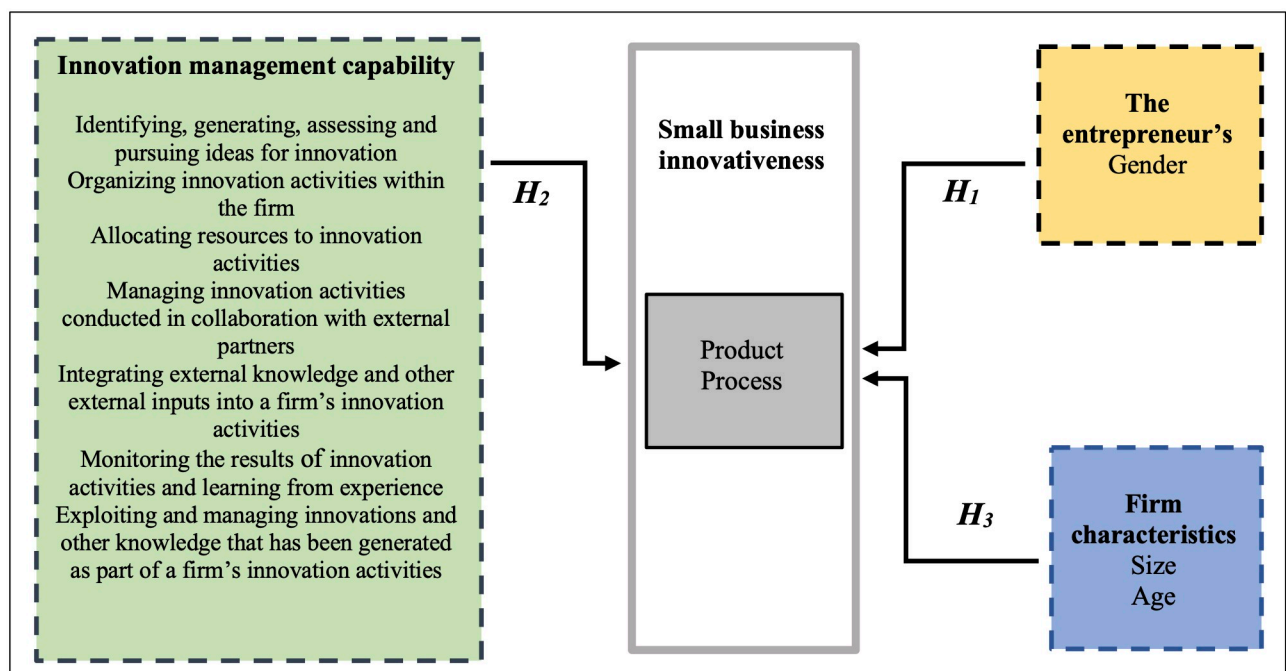 Innovation management capability
Identifying, generating, assessing and
pursuing ideas for innovation
Organizing innovation activities within
the firm
Allocating resources to innovation
activities
Managing innovation activities
conducted in collaboration with external
partners
Integrating external knowledge and other
external inputs into a firm's innovation
activities
Monitoring the results of innovation
activities and learning from experience
Exploiting and managing innovations and
other knowledge that has been generated
as part of a firm's innovation activities
H2
Small business
innovativeness
Product
Process
H1
The
entrepreneur's
Gender
H3
Firm
characteristics
Size
Age